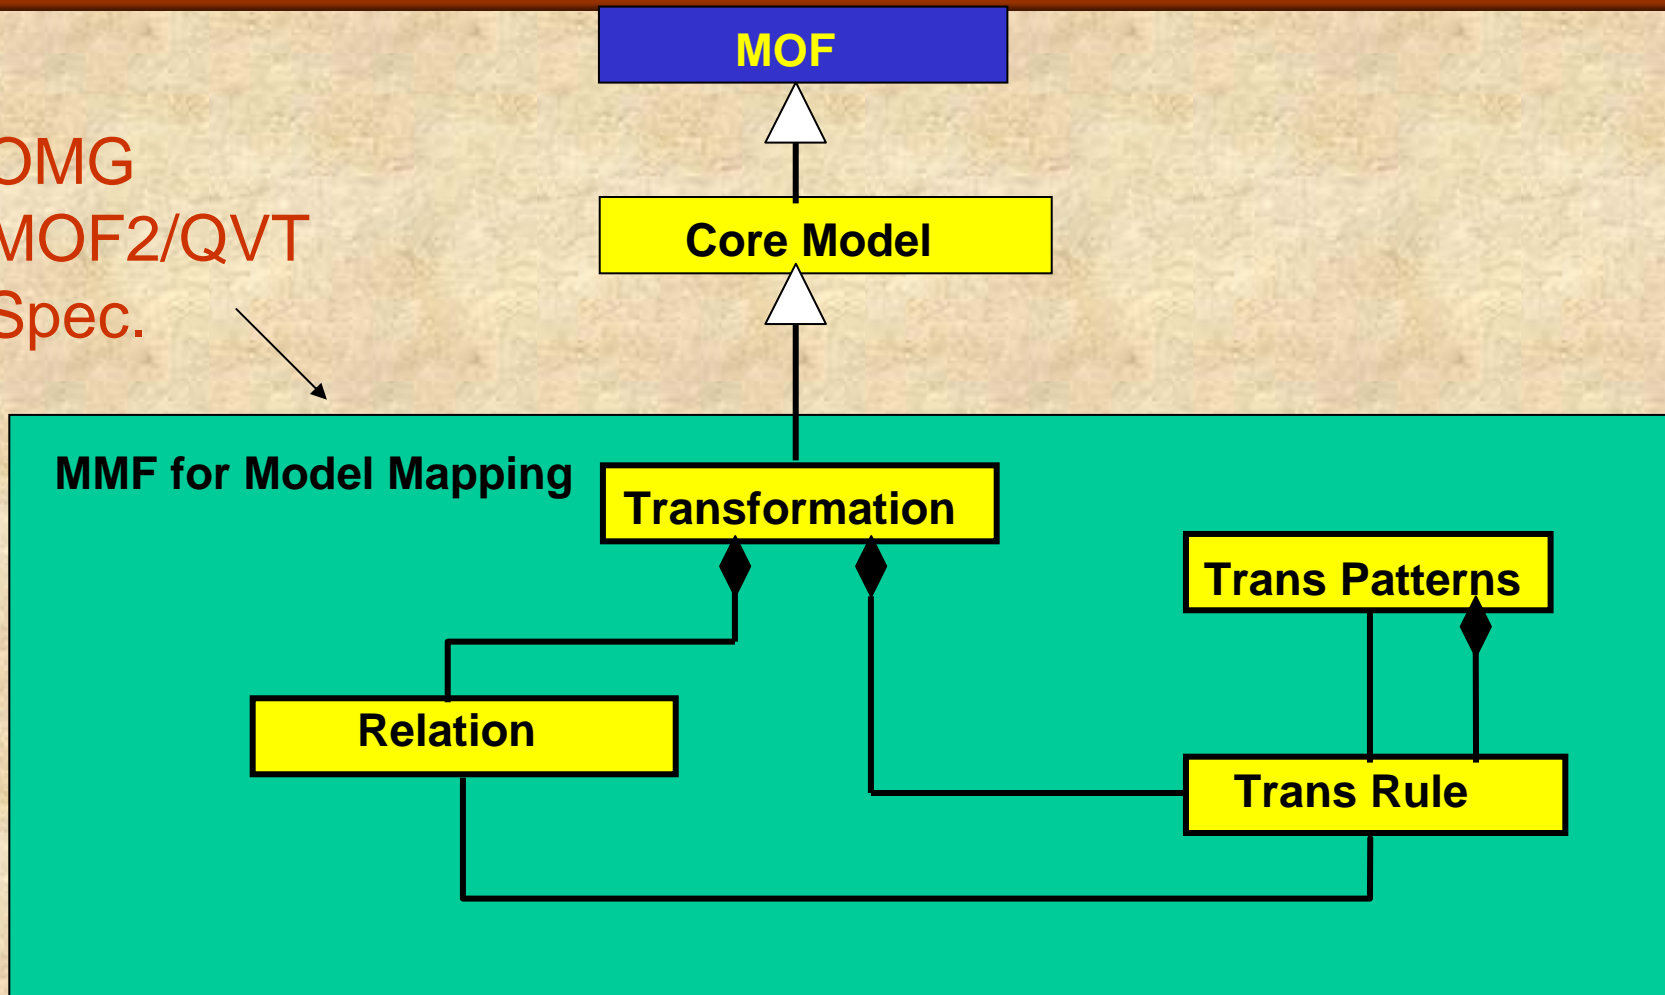 MOF
OMG
MOF2/QVT
Spec.
Core Model
MMF for Model Mapping
Transformation
Trans Patterns
Relation
Trans Rule